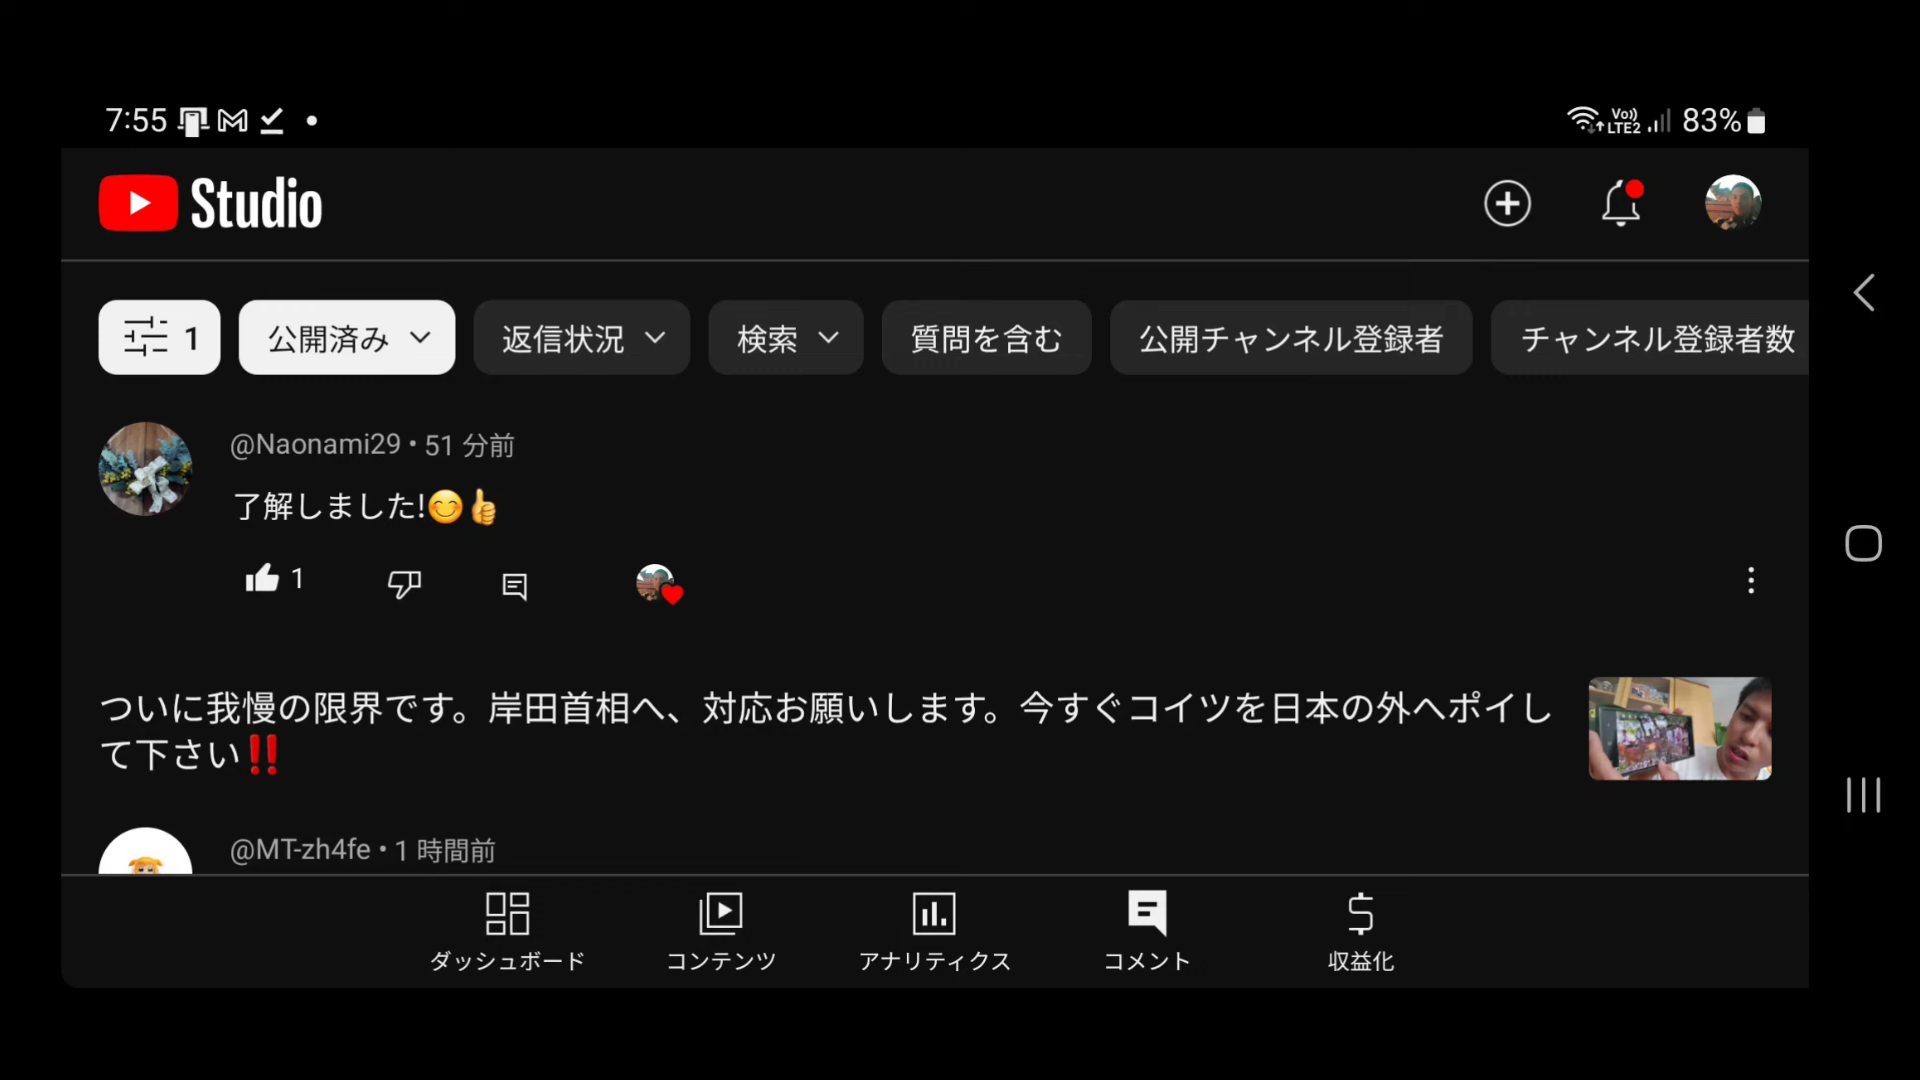 7:55
Vo)) LTE2 83%
Studio
1 公開済み 返信状況 検索 質問を含む 公開チャンネル登録者 チャンネル登録者数
@Naonami29 • 51 分前
了解しました!😊👍
1
ついに我慢の限界です。岸田首相へ、対応お願いします。今すぐコイツを日本の外へポイし
て下さい‼️
@MT-zh4fe • 1 時間前
ダッシュボード コンテンツ アナリティクス コメント 収益化